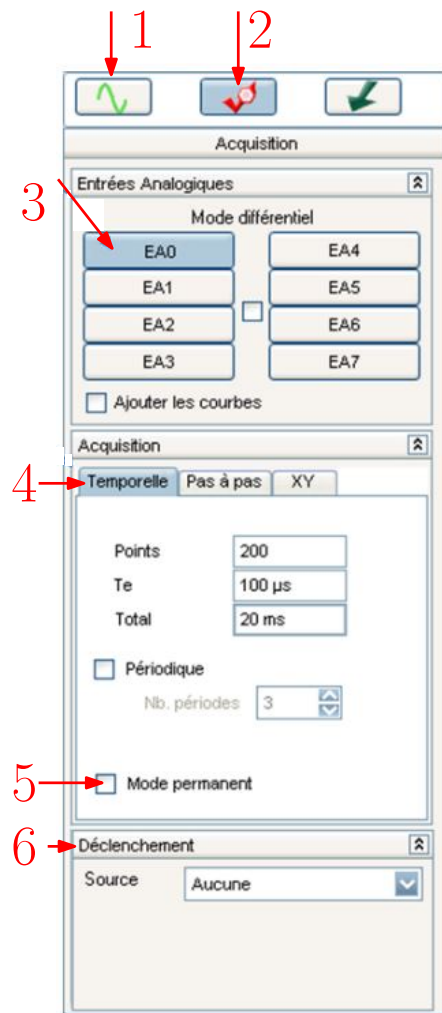 1 2
Acquisition
Entrées Analogiques
3
Mode différentiel
EA0 EA4
EA1 EA5
EA2 EA6
EA3 EA7
Ajouter les courbes
Acquisition
4
Temporelle Pas à pas XY
Points 200
Te 100 µs
Total 20 ms
Périodique
Nb. périodes 3
5
Mode permanent
6
Déclenchement
Source Aucune